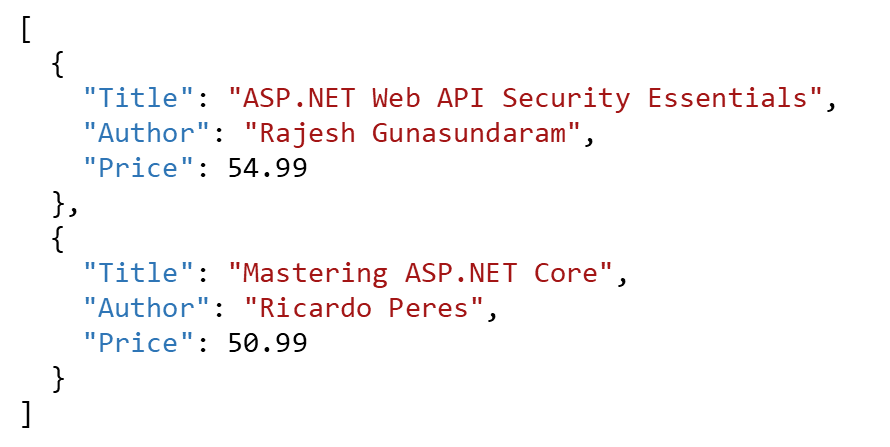 [
  {
    "Title": "ASP.NET Web API Security Essentials",
    "Author": "Rajesh Gunasundaram",
    "Price": 54.99
  },
  {
    "Title": "Mastering ASP.NET Core",
    "Author": "Ricardo Peres",
    "Price": 50.99
  }
]